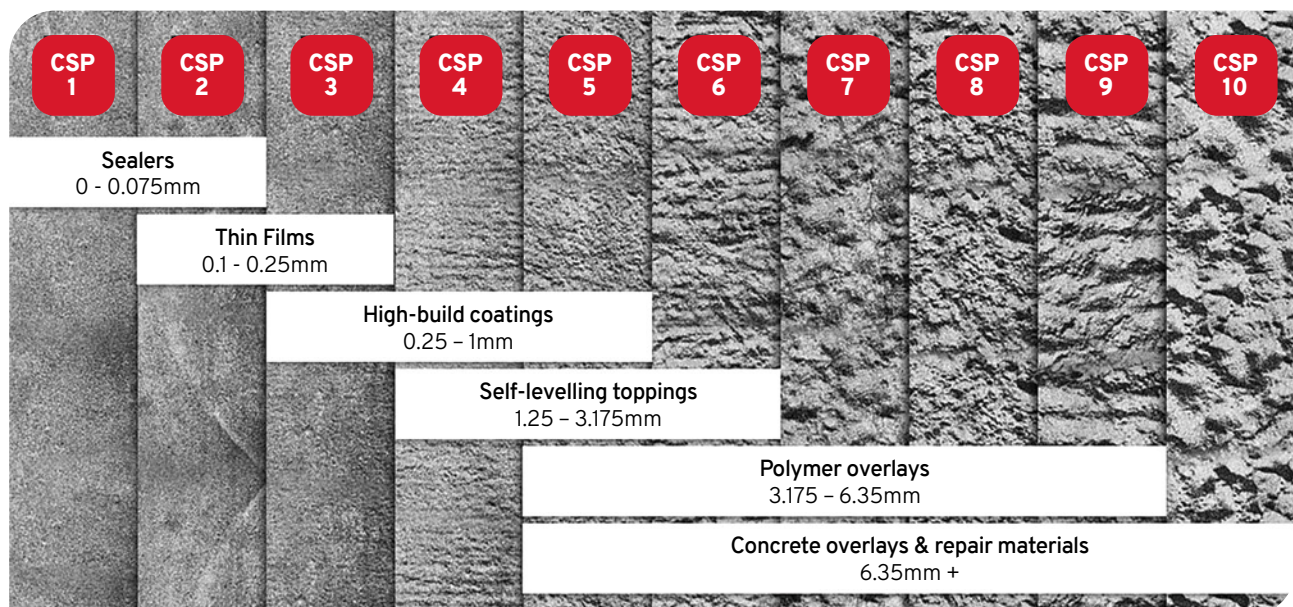 CSP
1
CSP
2
CSP
3
CSP
4
CSP
5
CSP
6
CSP
7
CSP
8
CSP
9
CSP
10
Sealers
0 - 0.075mm
Thin Films
0.1 - 0.25mm
High-build coatings
0.25 – 1mm
Self-levelling toppings
1.25 – 3.175mm
Polymer overlays
3.175 – 6.35mm
Concrete overlays & repair materials
6.35mm +